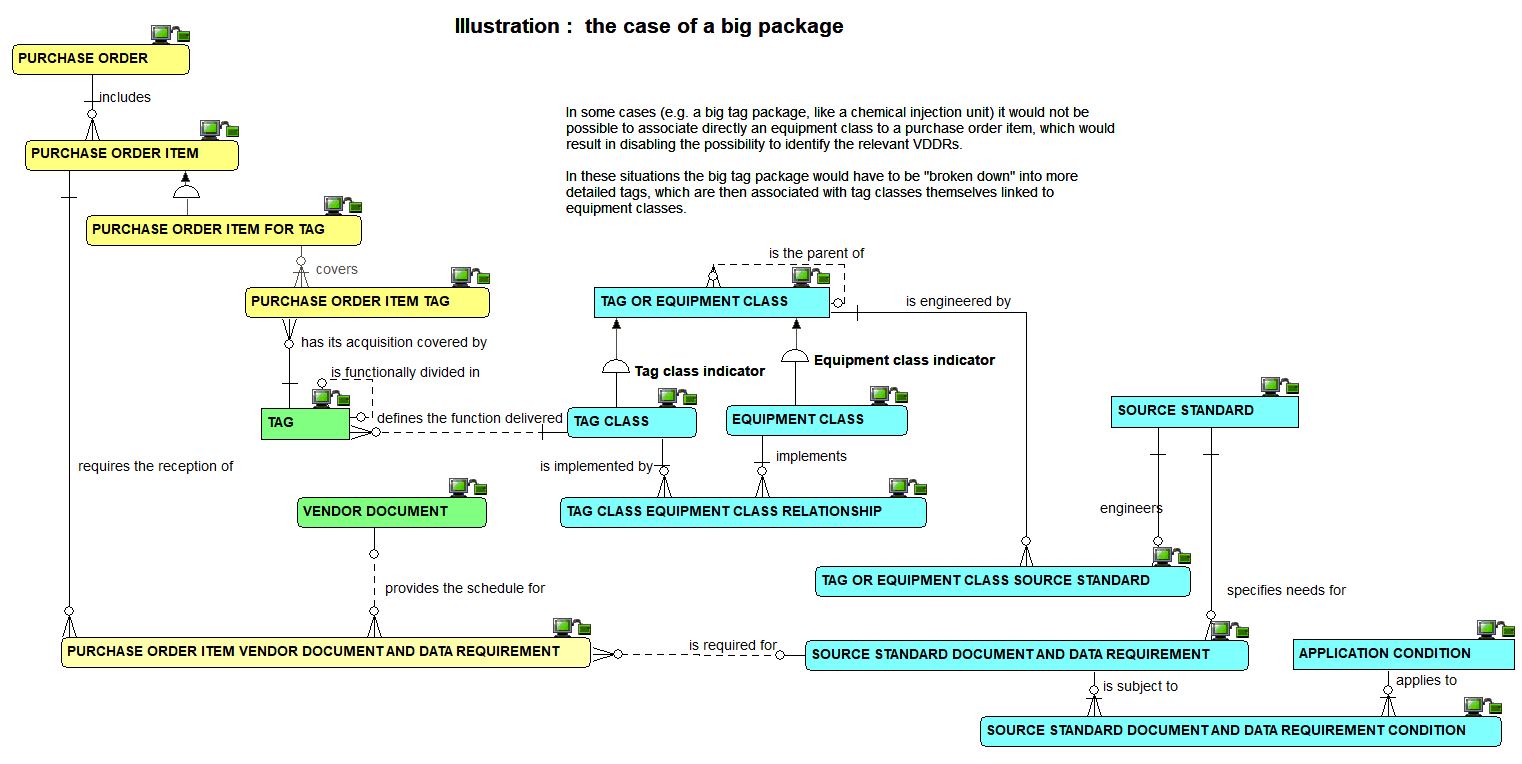 Illustration :  the case of a big package
PURCHASE ORDER
includes
In some cases (e.g. a big tag package, like a chemical injection unit) it would not be
possible to associate directly an equipment class to a purchase order item, which would
result in disabling the possibility to identify the relevant VDDRs.
In these situations the big tag package would have to be "broken down" into more
detailed tags, which are then associated with tag classes themselves linked to
equipment classes.
PURCHASE ORDER ITEM
PURCHASE ORDER ITEM FOR TAG
covers
is the parent of
PURCHASE ORDER ITEM TAG
TAG OR EQUIPMENT CLASS
is engineered by
has its acquisition covered by
is functionally divided in
Tag class indicator
Equipment class indicator
TAG
defines the function delivered
TAG CLASS
EQUIPMENT CLASS
SOURCE STANDARD
requires the reception of
is implemented by
implements
VENDOR DOCUMENT
TAG CLASS EQUIPMENT CLASS RELATIONSHIP
engineers
TAG OR EQUIPMENT CLASS SOURCE STANDARD
provides the schedule for
specifies needs for
PURCHASE ORDER ITEM VENDOR DOCUMENT AND DATA REQUIREMENT
is required for
SOURCE STANDARD DOCUMENT AND DATA REQUIREMENT
APPLICATION CONDITION
is subject to
applies to
SOURCE STANDARD DOCUMENT AND DATA REQUIREMENT CONDITION